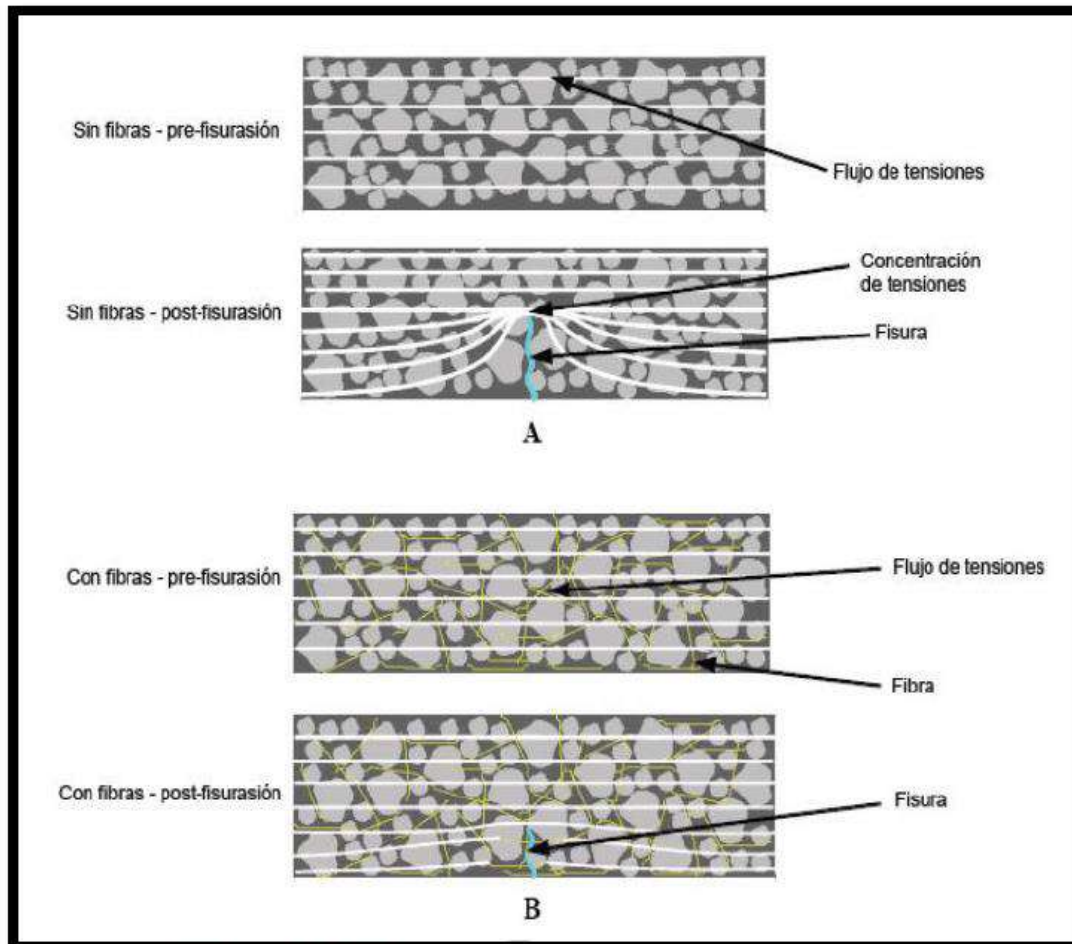 Sin fibras - pre-fisurasión
Flujo de tensiones
Sin fibras - post-fisurasión
Concentración
de tensiones
Fisura
A
Con fibras - pre-fisurasión
Flujo de tensiones
Fibra
Con fibras - post-fisurasión
Fisura
B